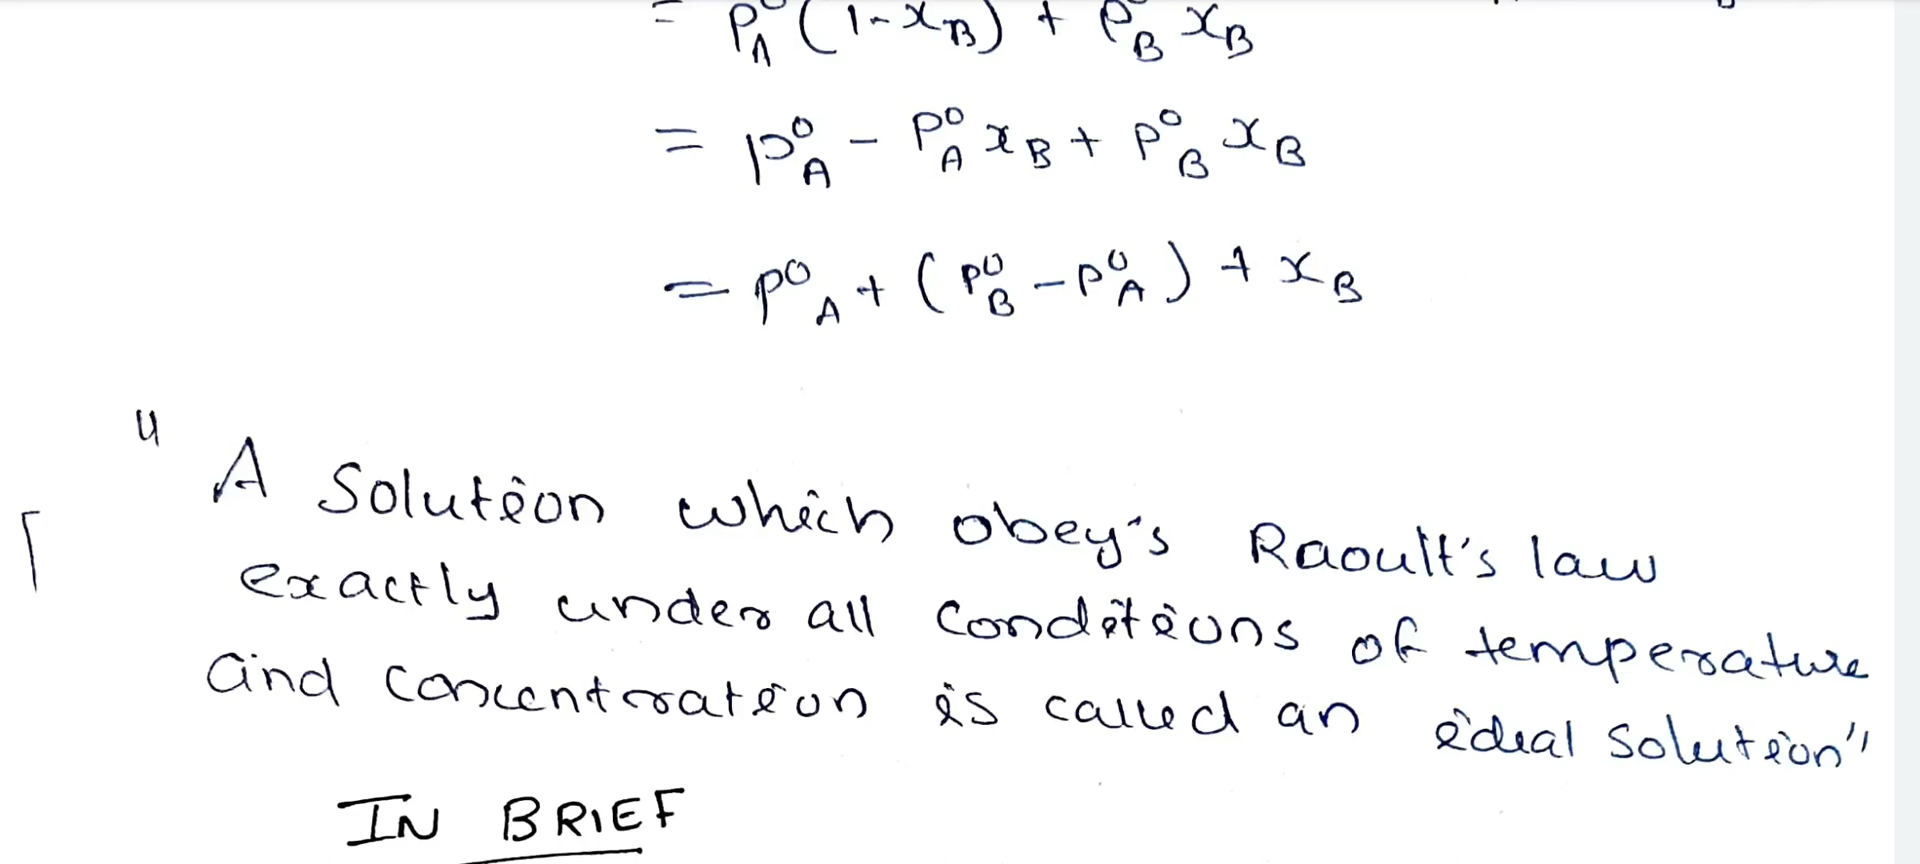 = P°A (1-xB) + P°B xB
= P°A - P°A xB + P°B xB
= P°A + (P°B - P°A) + xB
" A Solution which obey's Raoult's law
exactly under all Conditions of temperature
and Concentration is called an ideal solution"
IN BRIEF